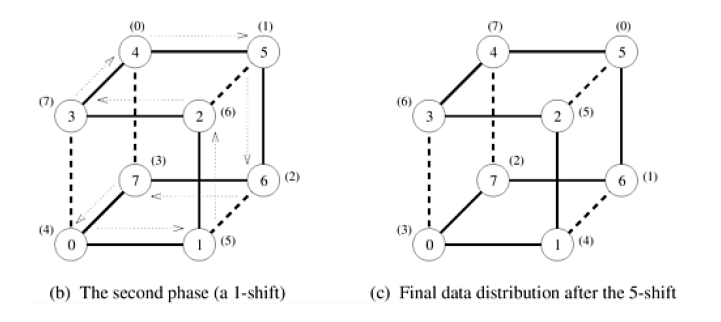 (0) (1) (7) (0)
4 5 4 5
(7) (6)
3 2 (6) 3 2 (5)
(3) (2)
7 6 (2) 7 6 (1)
(4) (3)
0 1 (5) 0 1 (4)
(b) The second phase (a 1-shift)
(c) Final data distribution after the 5-shift